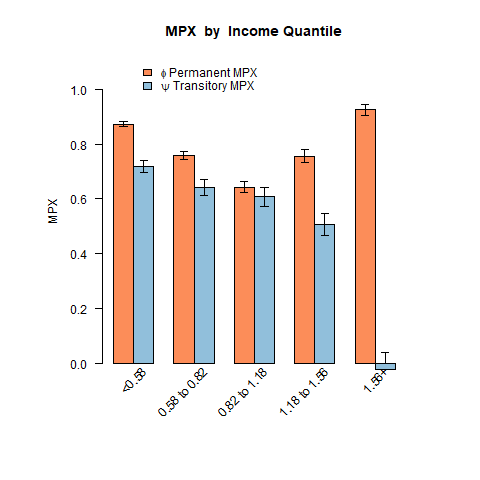 MPX by Income Quantile
ϕ Permanent MPX
ψ Transitory MPX
1.0
0.8
0.6
0.4
0.2
0.0
MPX
<0.58
0.58 to 0.82
0.82 to 1.18
1.18 to 1.56
1.56+